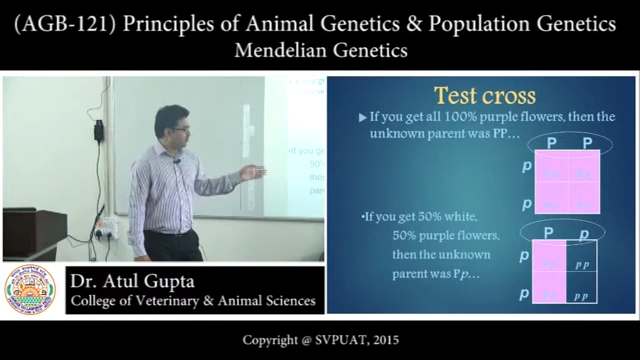 (AGB-121) Principles of Animal Genetics & Population Genetics
Mendelian Genetics
Test cross
If you get all 100% purple flowers, then the
unknown parent was PP…
P P
p
p
•If you get 50% white,
50% purple flowers,
then the unknown
parent was Pp…
P p
p p p
p p p
Dr. Atul Gupta
College of Veterinary & Animal Sciences
Copyright @ SVPUAT, 2015